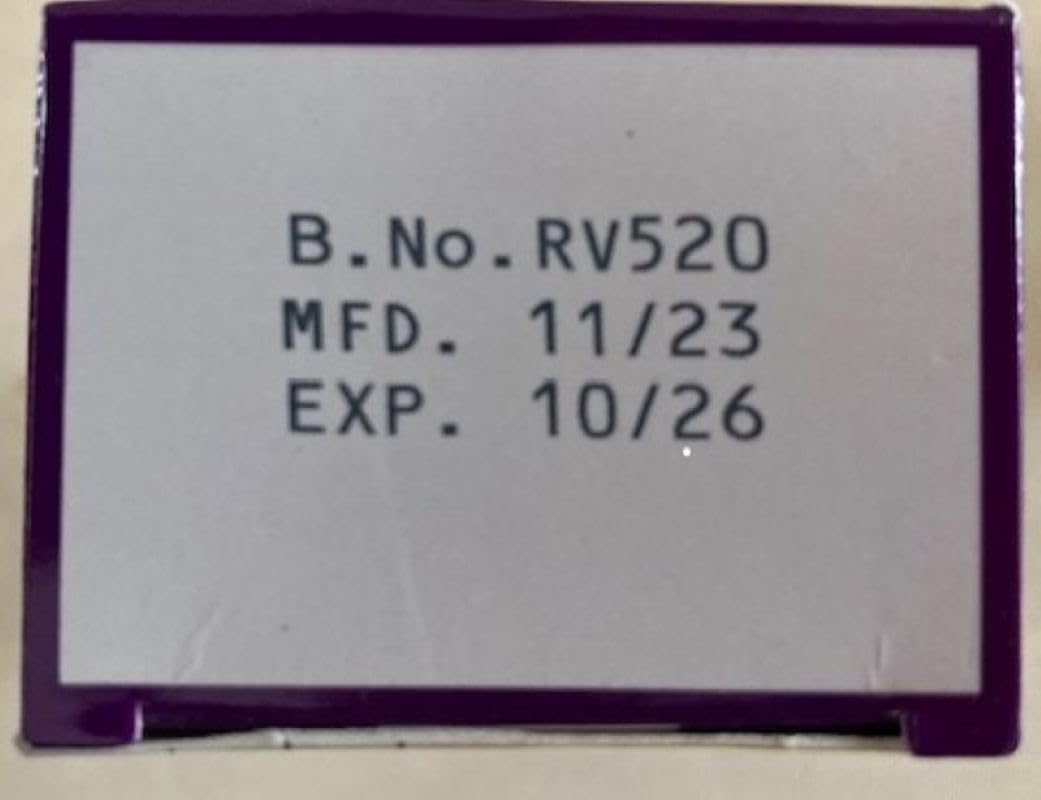 B.No.RV520
MFD. 11/23
EXP. 10/26